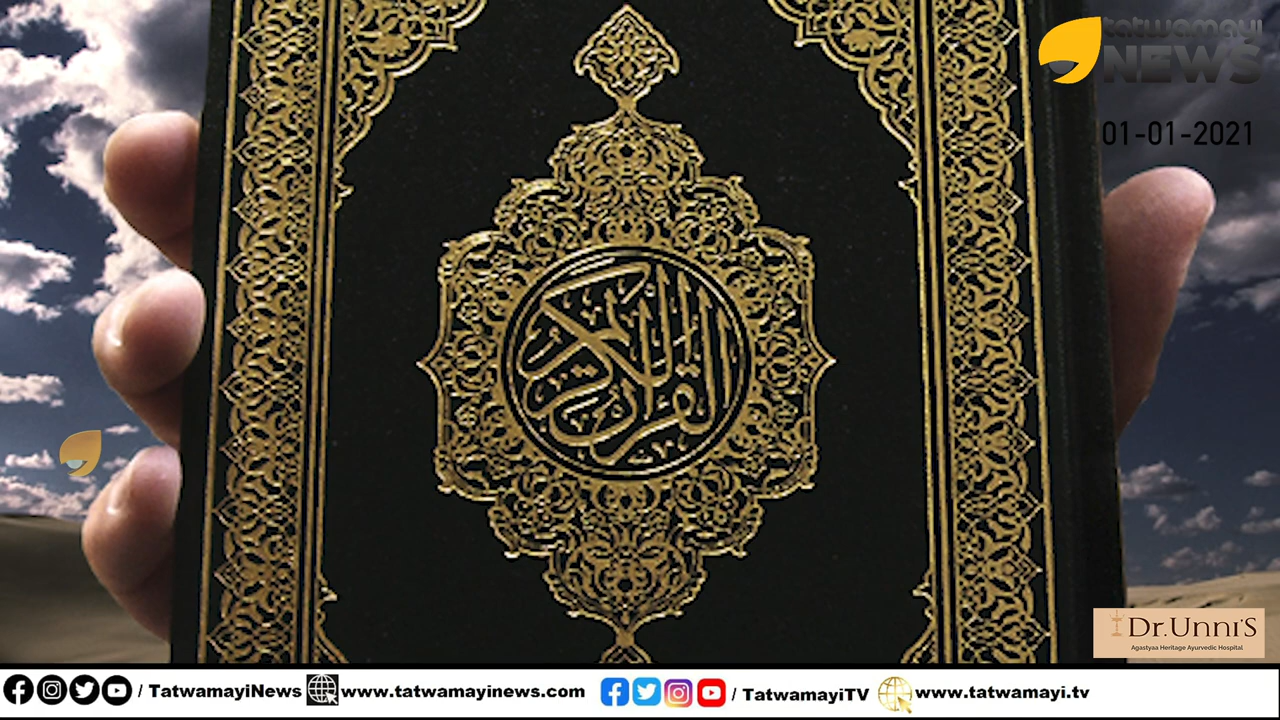 tatwamayi
NEWS
01-01-2021
القرآن الكريم
Dr.UnniS
Agastyaa Heritage Ayurvedic Hospital
/ TatwamayiNews www.tatwamayinews.com / TatwamayiTV www.tatwamayi.tv